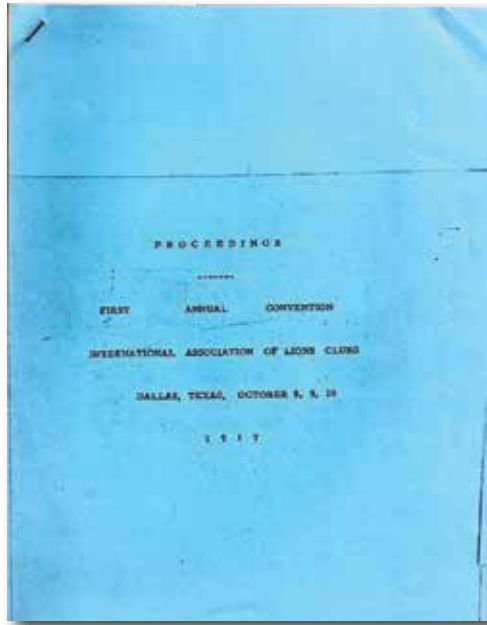 PROCEEDINGS
-------
FIRST ANNUAL CONVENTION
INTERNATIONAL ASSOCIATION OF LIONS CLUBS
DALLAS, TEXAS, OCTOBER 8, 9, 10
1917